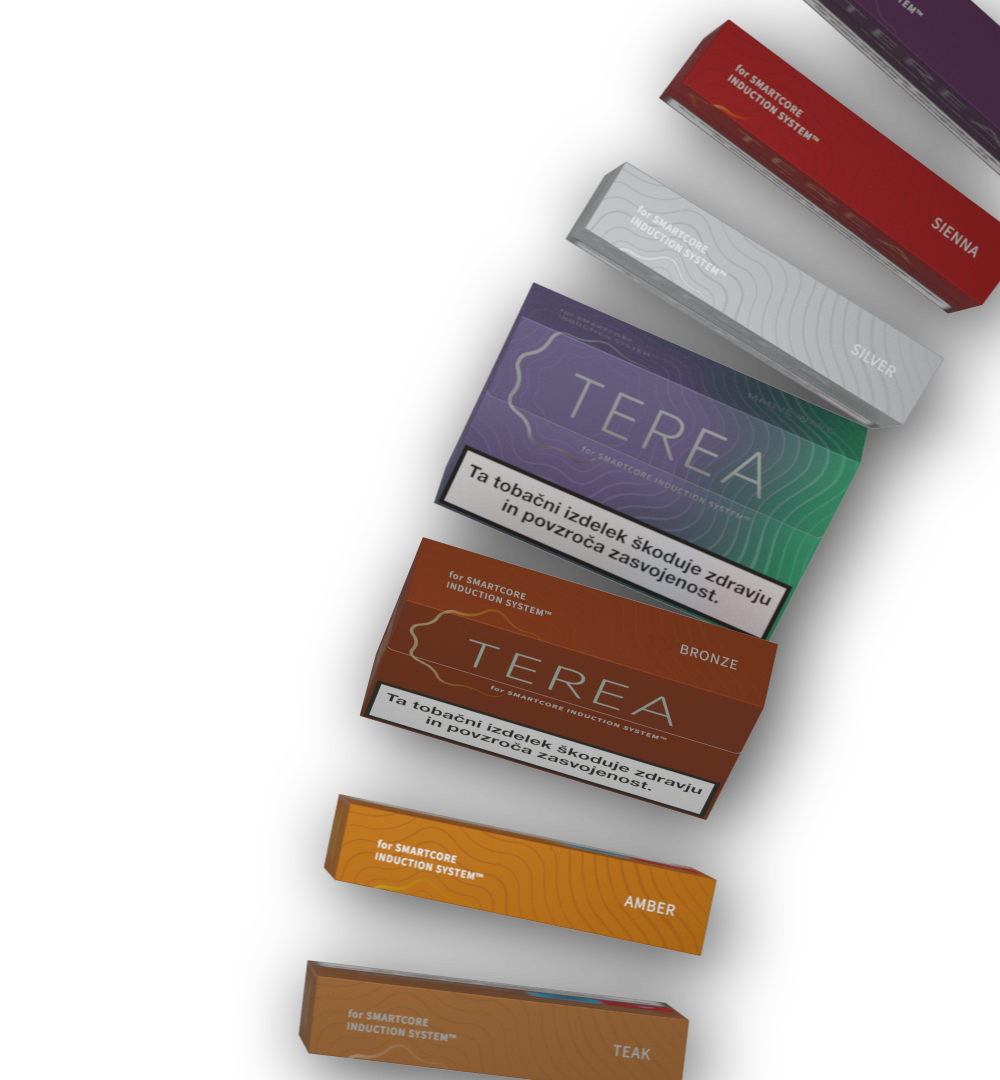 TEREA
for SMARTCORE
INDUCTION SYSTEM™
TEREA
SIENNA
for SMARTCORE
INDUCTION SYSTEM™
SILVER
for SMARTCORE
INDUCTION SYSTEM™
TEREA
for SMARTCORE INDUCTION SYSTEM™
Ta tobačni izdelek škoduje zdravju
in povzroča zasvojenost.
for SMARTCORE
INDUCTION SYSTEM™
BRONZE
TEREA
for SMARTCORE INDUCTION SYSTEM™
Ta tobačni izdelek škoduje zdravju
in povzroča zasvojenost.
for SMARTCORE
INDUCTION SYSTEM™
AMBER
for SMARTCORE
INDUCTION SYSTEM™
TEAK